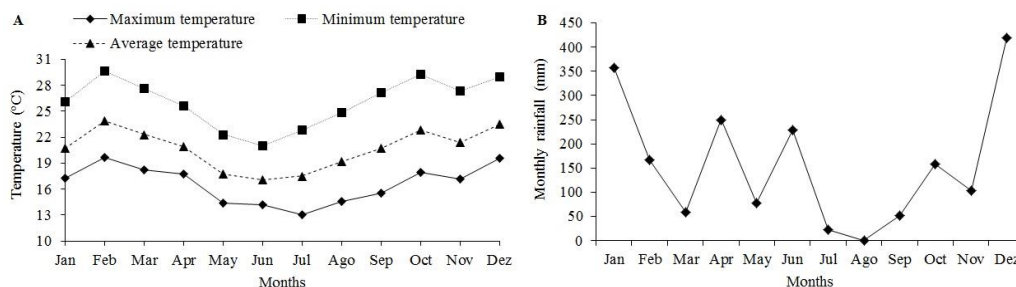 A
Maximum temperature
Minimum temperature
Average temperature
31
28
25
22
19
16
13
10
Temperature (°C)
Jan Feb Mar Apr May Jun Jul Ago Sep Oct Nov Dez
Months
B
450
400
350
300
250
200
150
100
50
0
Monthly rainfall (mm)
Jan Feb Mar Apr May Jun Jul Ago Sep Oct Nov Dez
Months